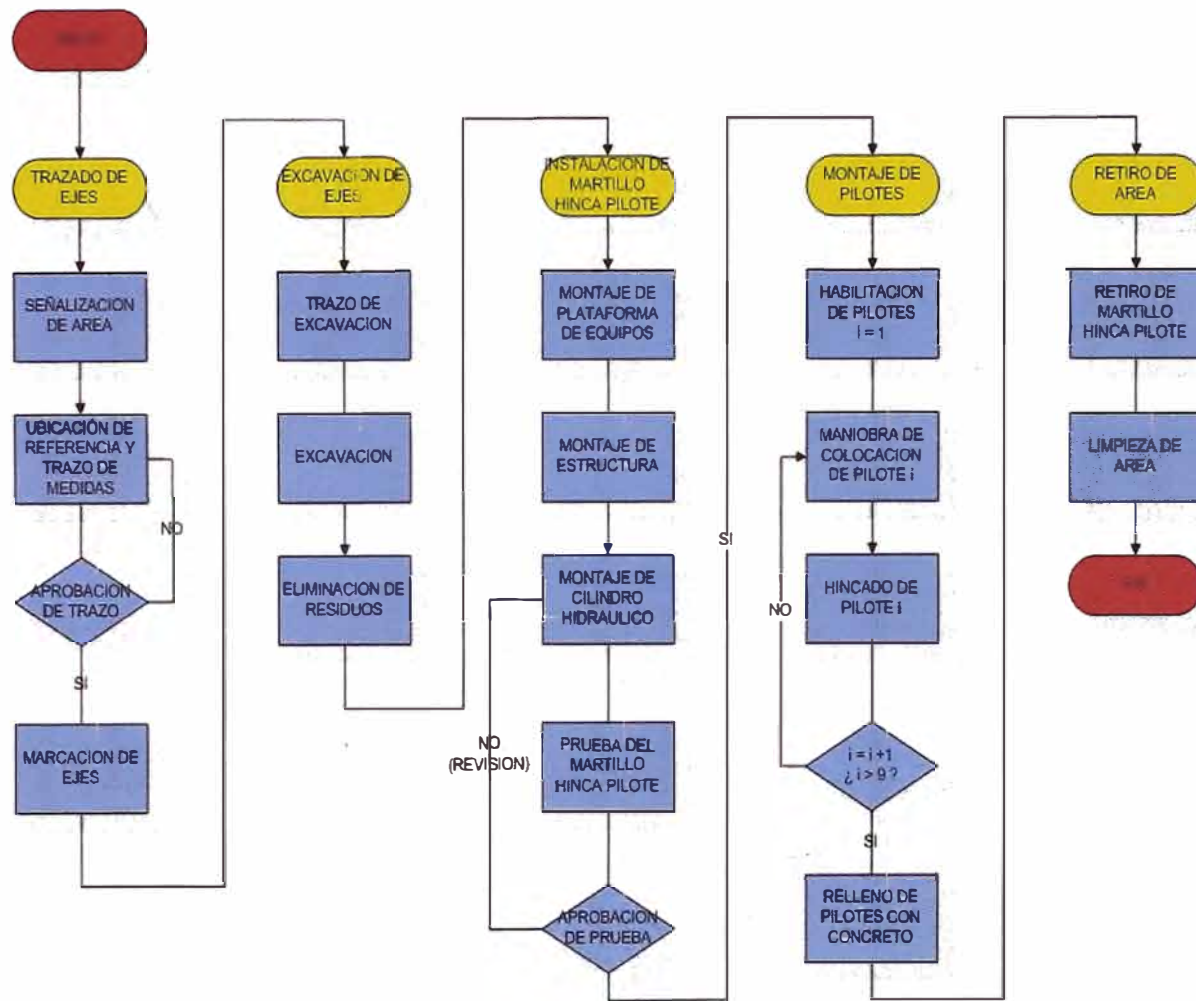 TRAZADO DE
EJES
SEÑALIZACION
DE AREA
UBICACIÓN DE
REFERENCIA Y
TRAZO DE
MEDIDAS
NO
APROBACION
DE TRAZO
SI
MARCACION DE
EJES
EXCAVACION DE
EJES
TRAZO DE
EXCAVACION
EXCAVACION
ELIMINACION DE
RESIDUOS
INSTALACION DE
MARTILLO
HINCA PILOTE
MONTAJE DE
PLATAFORMA
DE EQUIPOS
MONTAJE DE
ESTRUCTURA
MONTAJE DE
CILINDRO
HIDRAULICO
NO
(REVISION)
PRUEBA DEL
MARTILLO
HINCA PILOTE
APROBACION
DE PRUEBA
SI
MONTAJE DE
PILOTES
HABILITACION
DE PILOTES
i = 1
MANIOBRA DE
COLOCACION
DE PILOTE i
HINCADO DE
PILOTE i
NO
i = i +1
¿ i > 9 ?
SI
RELLENO DE
PILOTES CON
CONCRETO
RETIRO DE
AREA
RETIRO DE
MARTILLO
HINCA PILOTE
LIMPIEZA DE
AREA